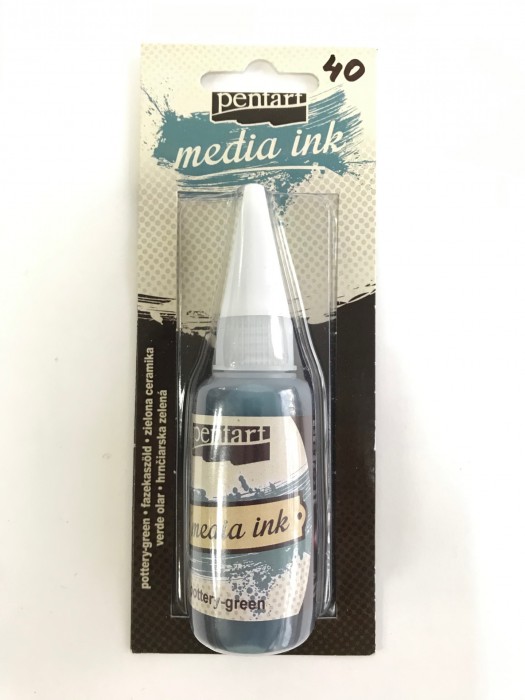 40
pentart
media ink
pottery-green • fazekaszöld • zielona ceramika
verde olar • hrnčiarska zelená
pentart
media ink
pottery-green